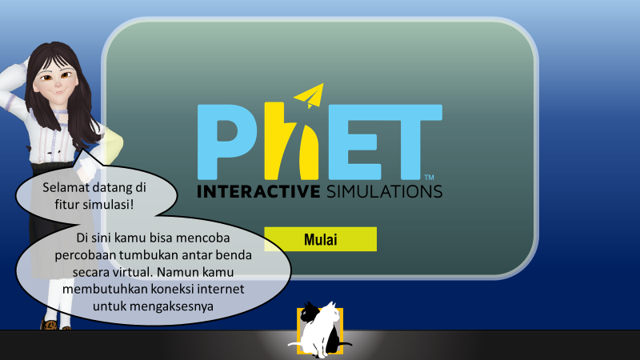 PhET
TM
INTERACTIVE SIMULATIONS
Selamat datang di
fitur simulasi!
Mulai
Di sini kamu bisa mencoba
percobaan tumbukan antar benda
secara virtual. Namun kamu
membutuhkan koneksi internet
untuk mengaksesnya